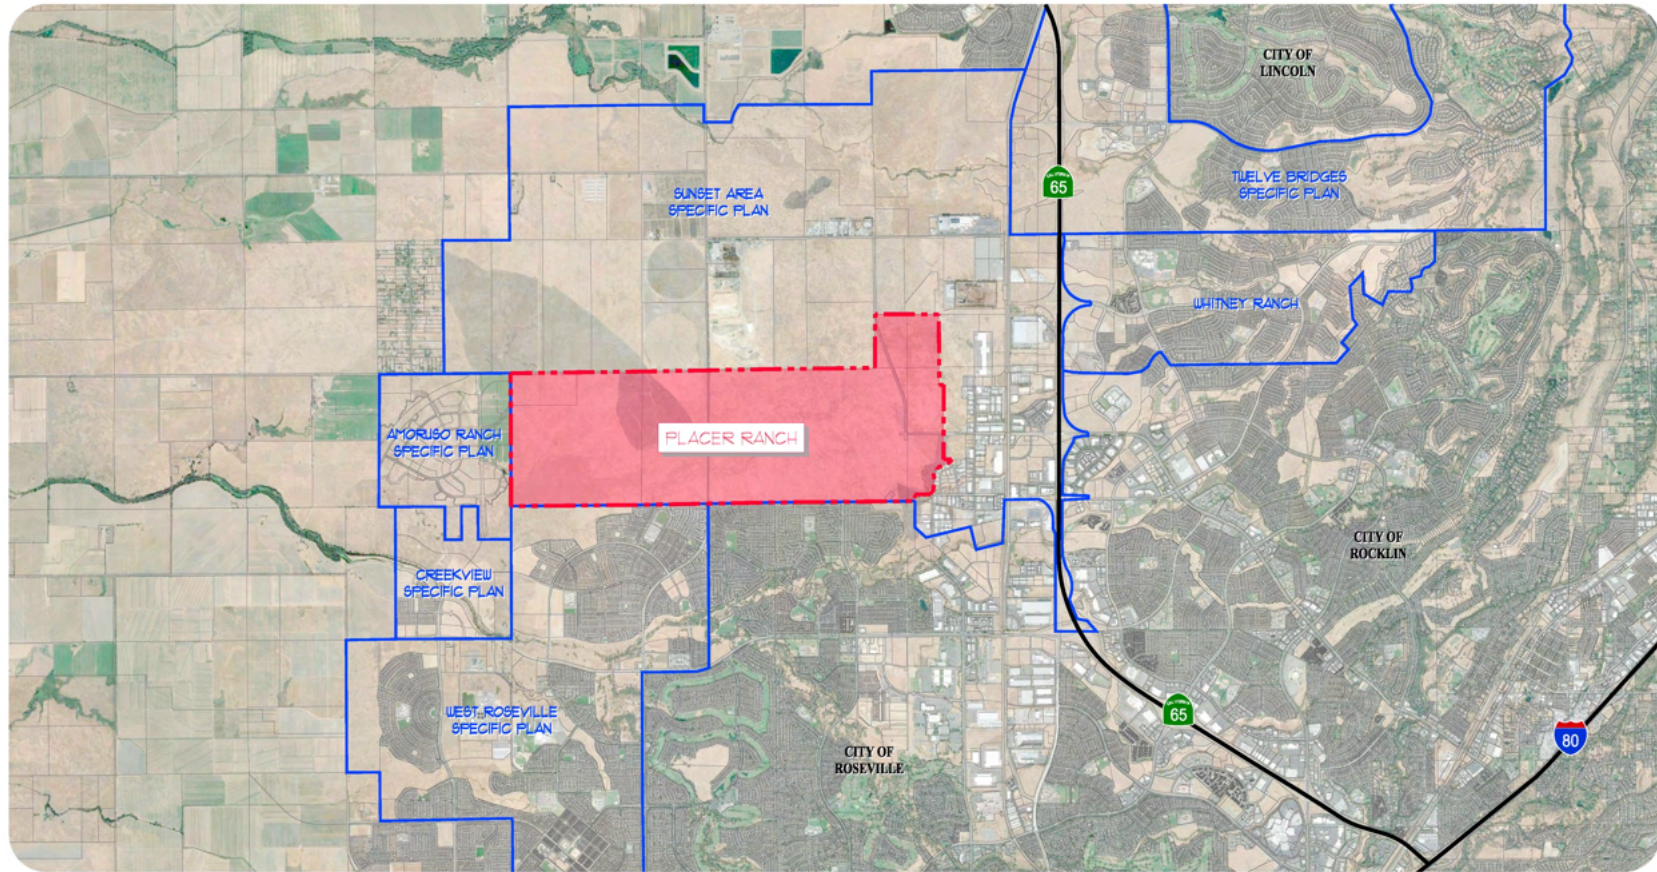 CITY OF
LINCOLN
65
TWELVE BRIDGES
SPECIFIC PLAN
SUNSET AREA
SPECIFIC PLAN
WHITNEY RANCH
PLACER RANCH
AMORUSO RANCH
SPECIFIC PLAN
CITY OF
ROCKLIN
CREEKVIEW
SPECIFIC PLAN
WEST ROSEVILLE
SPECIFIC PLAN
65
CITY OF
ROSEVILLE
80